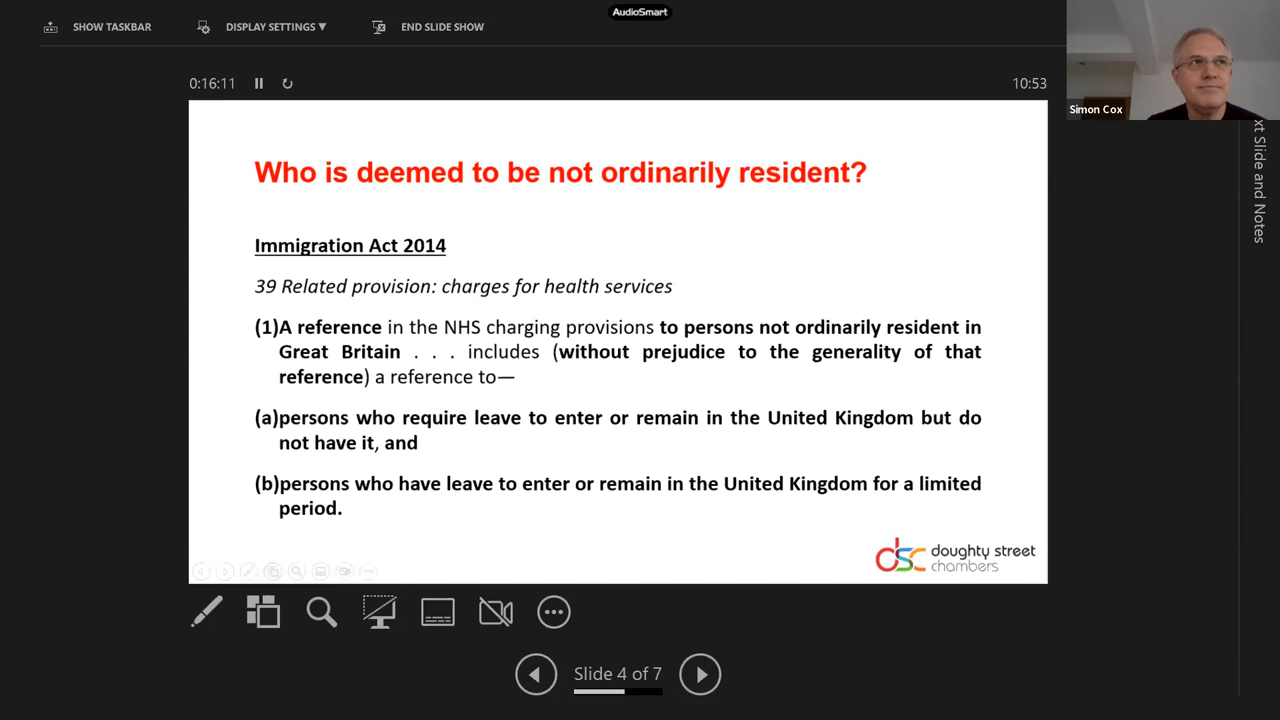 AudioSmart
SHOW TASKBAR
DISPLAY SETTINGS ▼
END SLIDE SHOW
0:16:11
10:53
Simon Cox
Who is deemed to be not ordinarily resident?
Immigration Act 2014
39 Related provision: charges for health services
(1)A reference in the NHS charging provisions to persons not ordinarily resident in
Great Britain . . . includes (without prejudice to the generality of that
reference) a reference to—
(a)persons who require leave to enter or remain in the United Kingdom but do
not have it, and
(b)persons who have leave to enter or remain in the United Kingdom for a limited
period.
dsc doughty street
chambers
Slide 4 of 7
xt Slide and Notes